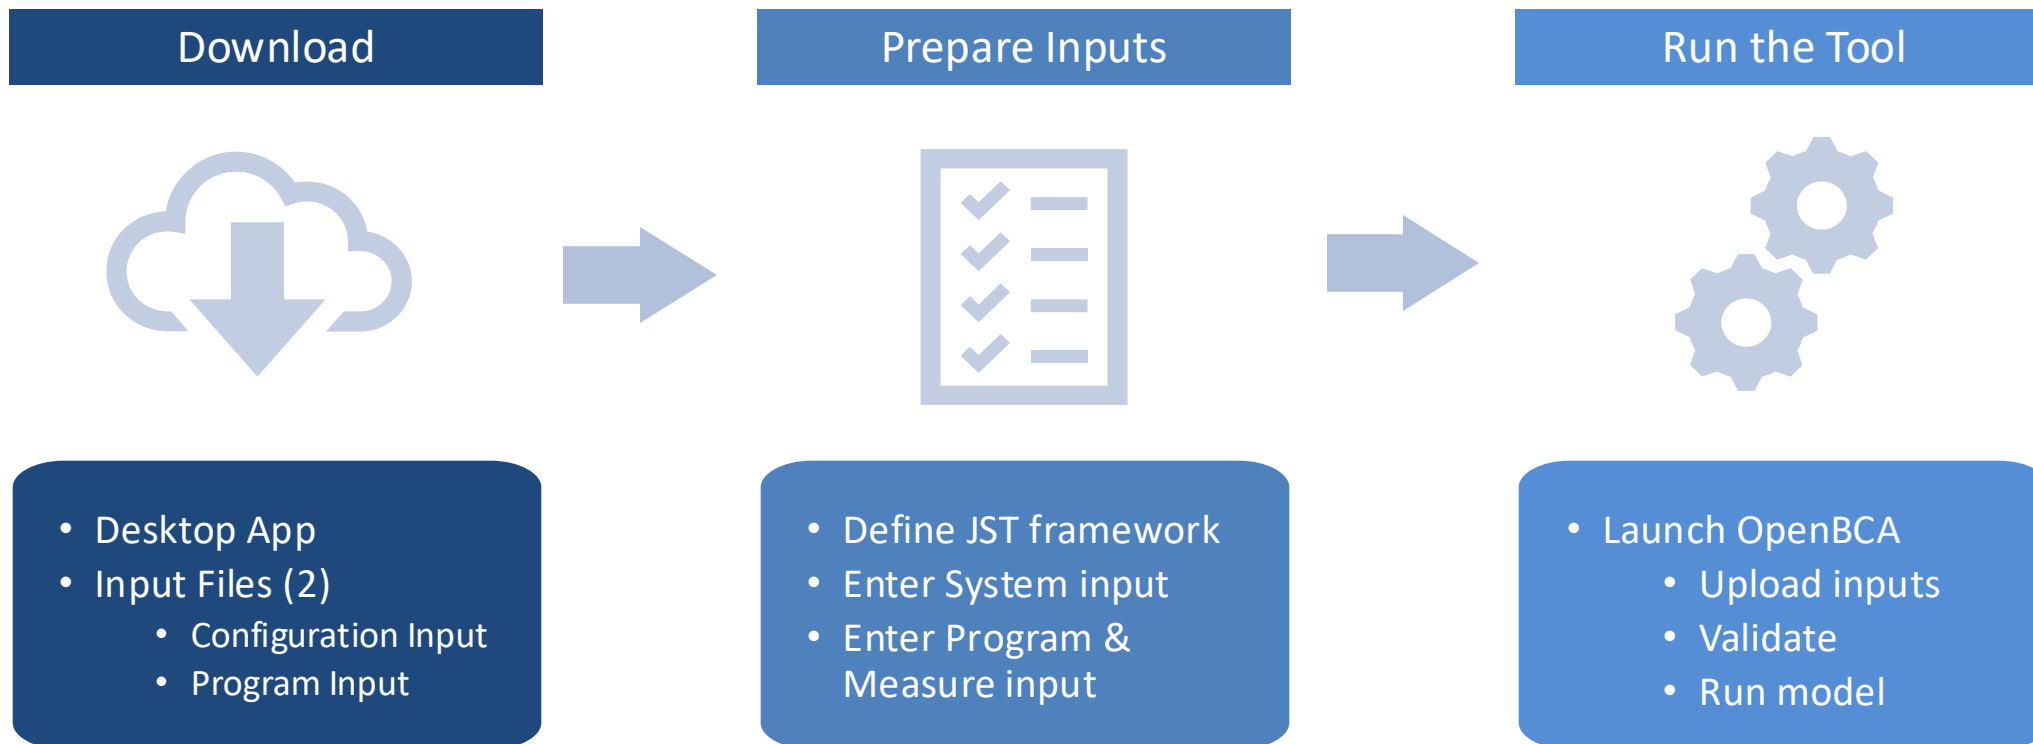 Download
Prepare Inputs
Run the Tool
• Desktop App
• Input Files (2)
• Configuration Input
• Program Input
• Define JST framework
• Enter System input
• Enter Program &
Measure input
• Launch OpenBCA
• Upload inputs
• Validate
• Run model